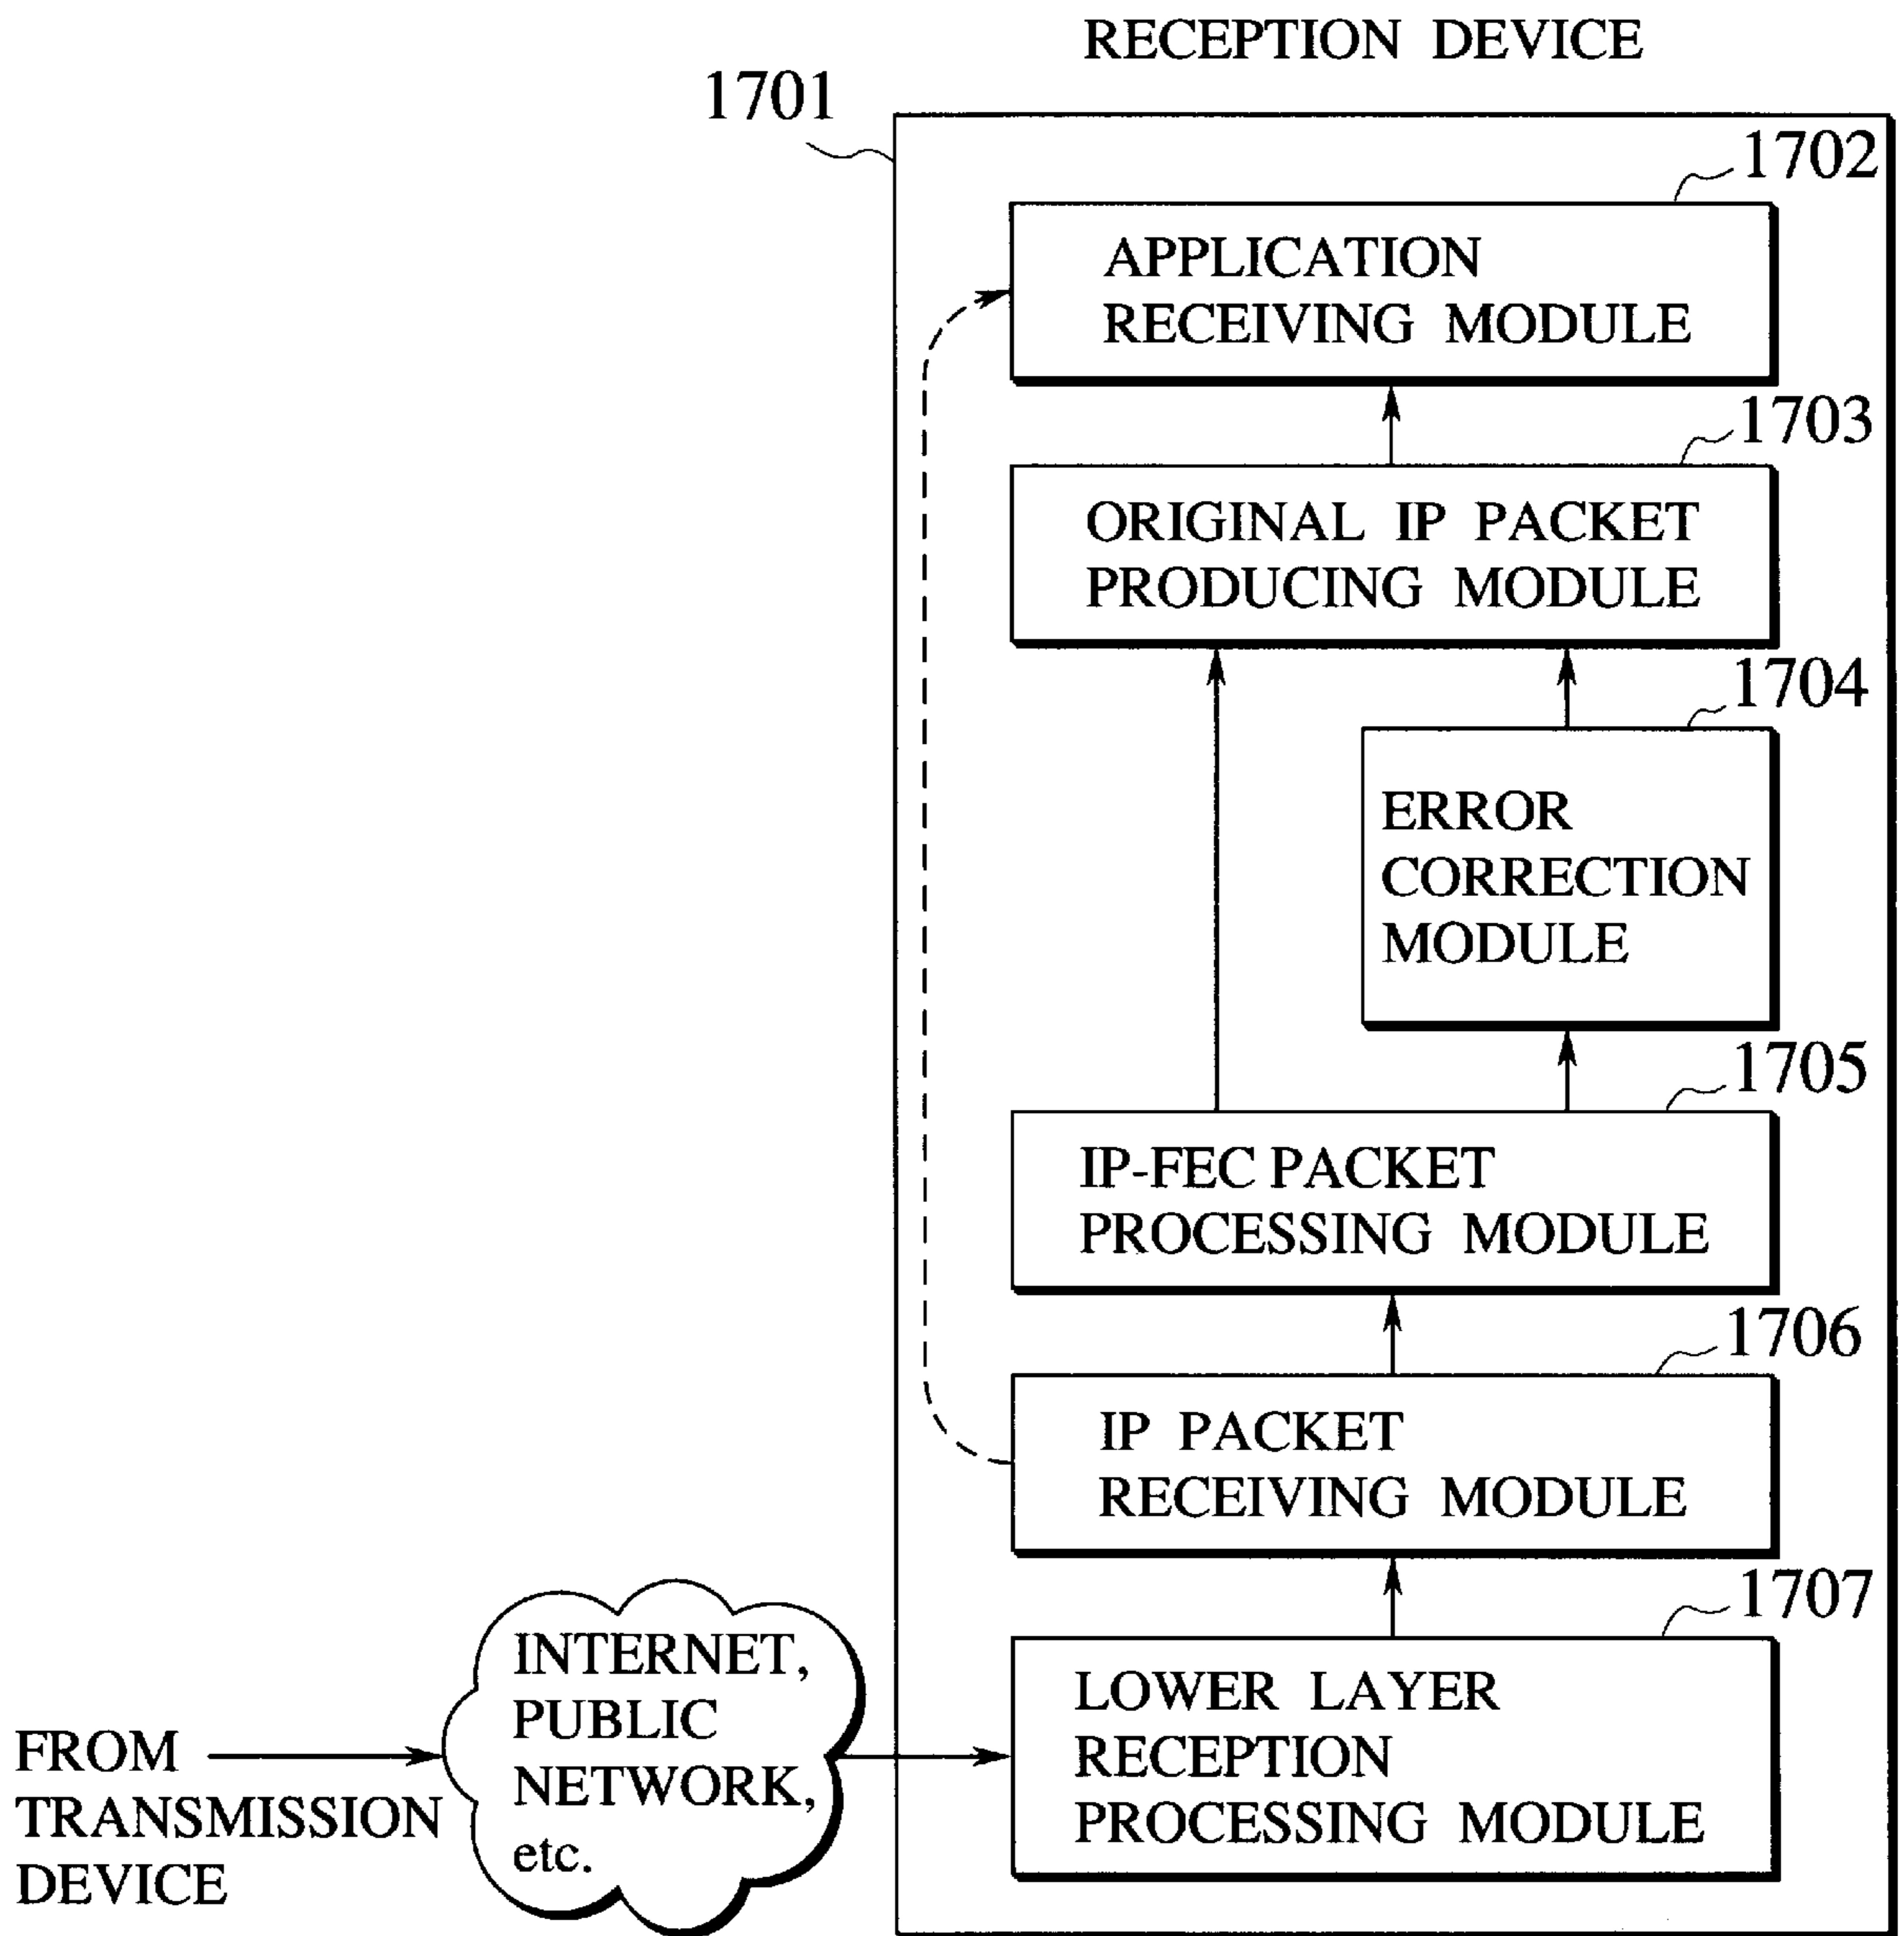 RECEPTION DEVICE
1701
1702
APPLICATION
RECEIVING MODULE
1703
ORIGINAL IP PACKET
PRODUCING MODULE
1704
ERROR
CORRECTION
MODULE
1705
IP-FEC PACKET
PROCESSING MODULE
1706
IP PACKET
RECEIVING MODULE
1707
LOWER LAYER
RECEPTION
PROCESSING MODULE
INTERNET,
PUBLIC
NETWORK,
etc.
FROM
TRANSMISSION
DEVICE